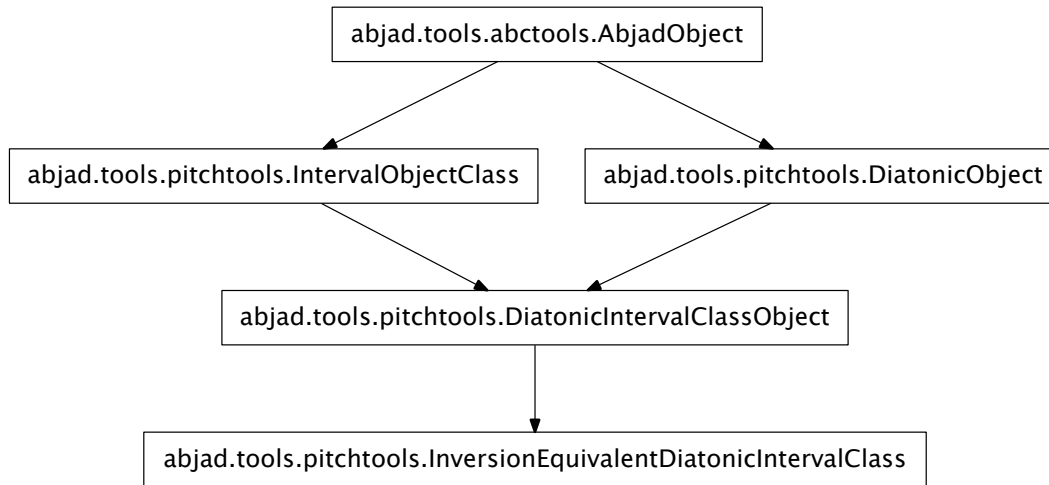 abjad.tools.abctools.AbjadObject
abjad.tools.pitchtools.IntervalObjectClass
abjad.tools.pitchtools.DiatonicObject
abjad.tools.pitchtools.DiatonicIntervalClassObject
abjad.tools.pitchtools.InversionEquivalentDiatonicIntervalClass